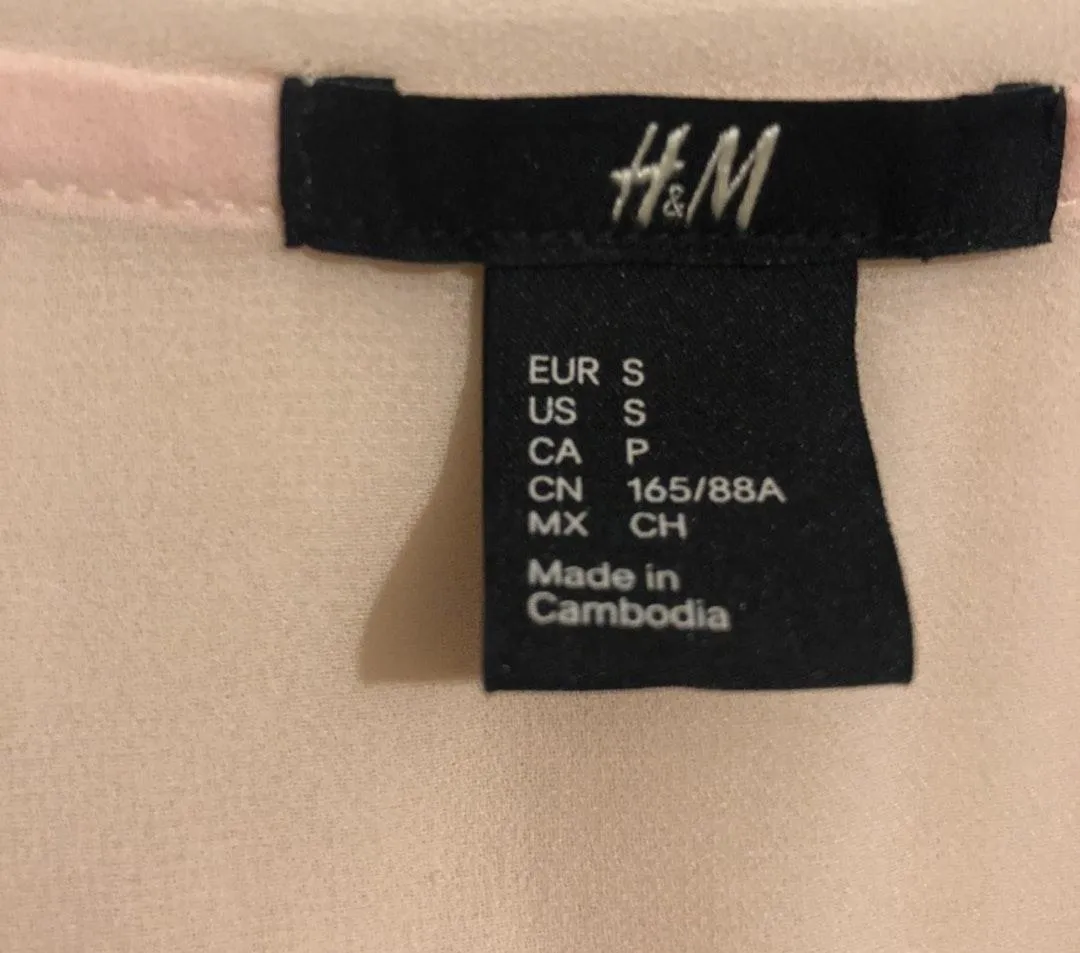 H&M
EUR S
US S
CA P
CN 165/88A
MX CH
Made in
Cambodia